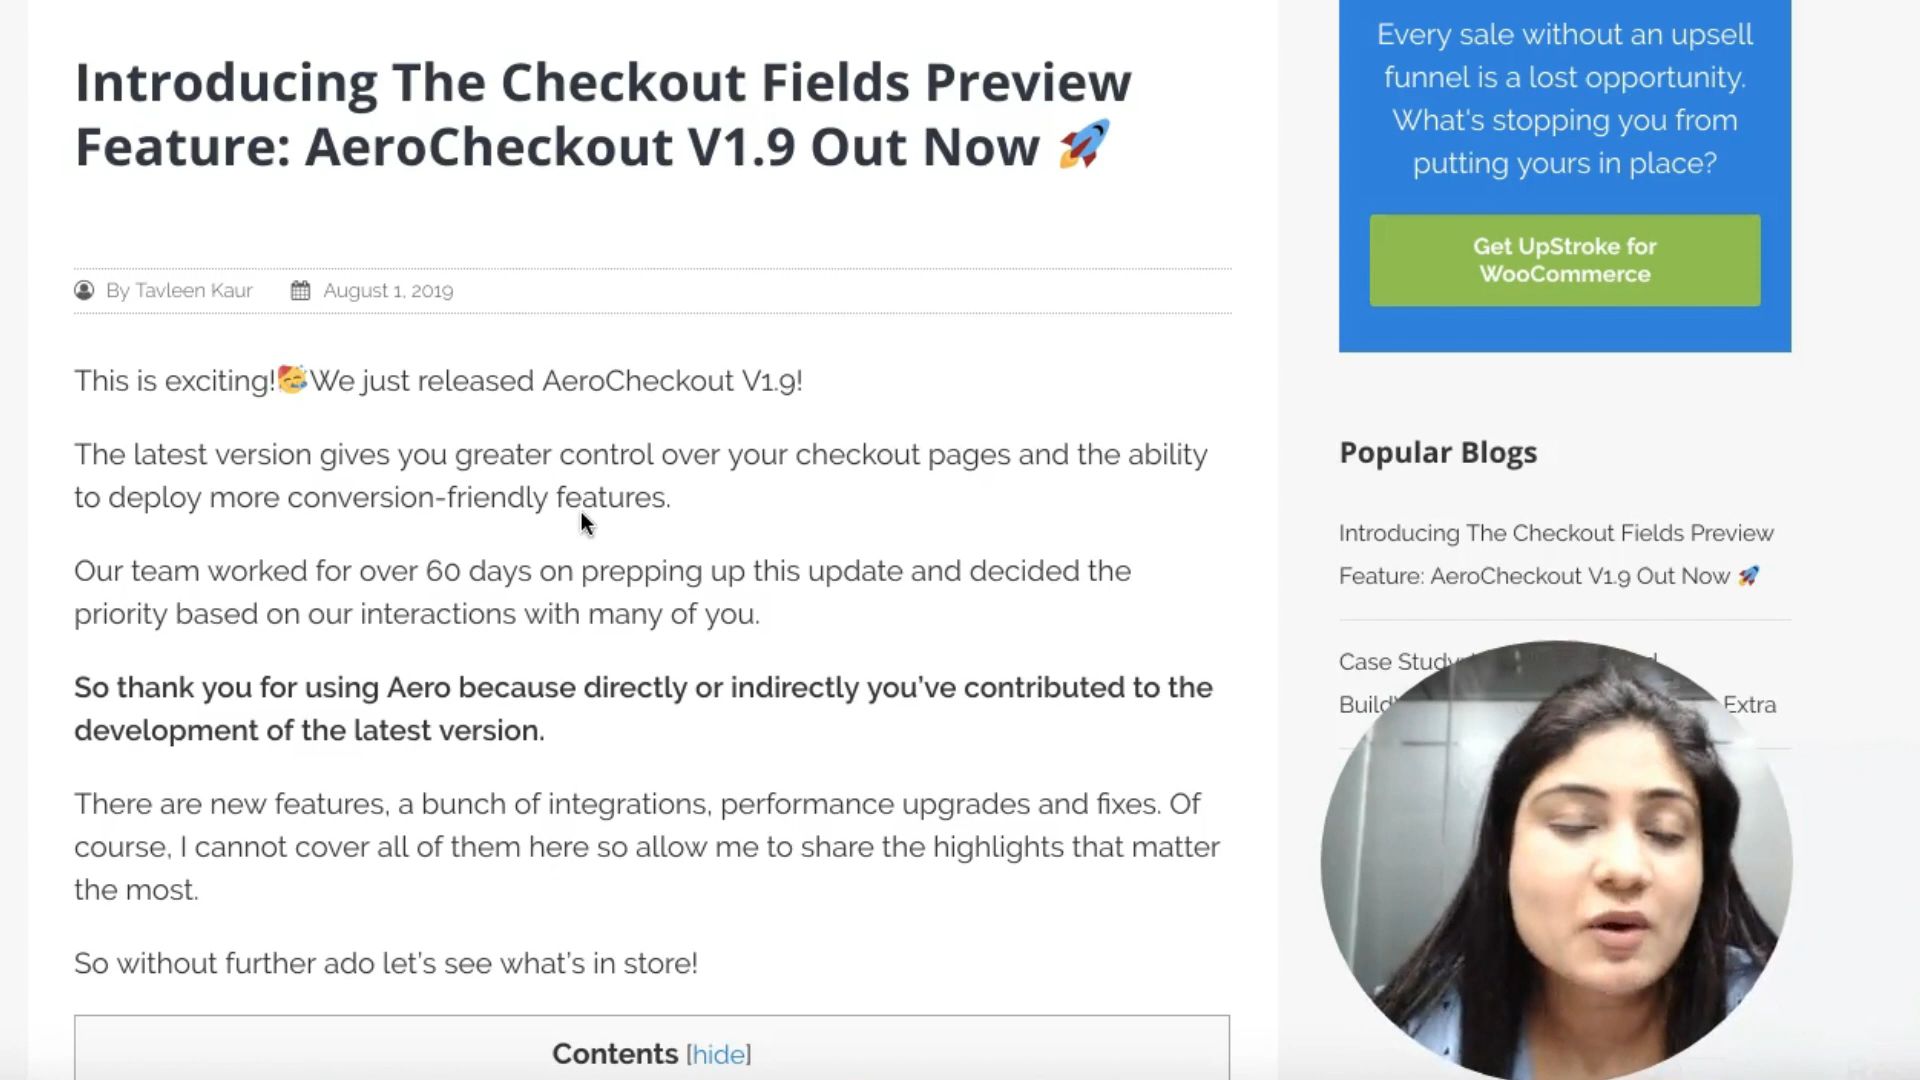 Introducing The Checkout Fields Preview
Feature: AeroCheckout V1.9 Out Now 🚀
By Tavleen Kaur August 1, 2019
This is exciting!🥳We just released AeroCheckout V1.9!
The latest version gives you greater control over your checkout pages and the ability
to deploy more conversion-friendly features.
Our team worked for over 60 days on prepping up this update and decided the
priority based on our interactions with many of you.
So thank you for using Aero because directly or indirectly you've contributed to the
development of the latest version.
There are new features, a bunch of integrations, performance upgrades and fixes. Of
course, I cannot cover all of them here so allow me to share the highlights that matter
the most.
So without further ado let's see what's in store!
Contents [hide]
Every sale without an upsell
funnel is a lost opportunity.
What's stopping you from
putting yours in place?
Get UpStroke for
WooCommerce
Popular Blogs
Introducing The Checkout Fields Preview
Feature: AeroCheckout V1.9 Out Now 🚀
Case Study
Build
Extra